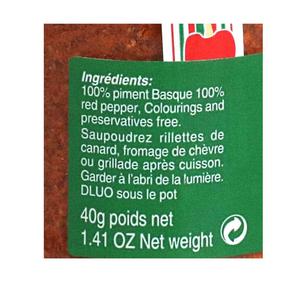 Ingrédients:
100% piment Basque 100%
red pepper, Colourings and
preservatives free.
Saupoudrez rillettes de
canard, fromage de chèvre
ou grillade après cuisson.
Garder à l'abri de la lumière.
DLUO sous le pot
40g poids net
1.41 OZ Net weight